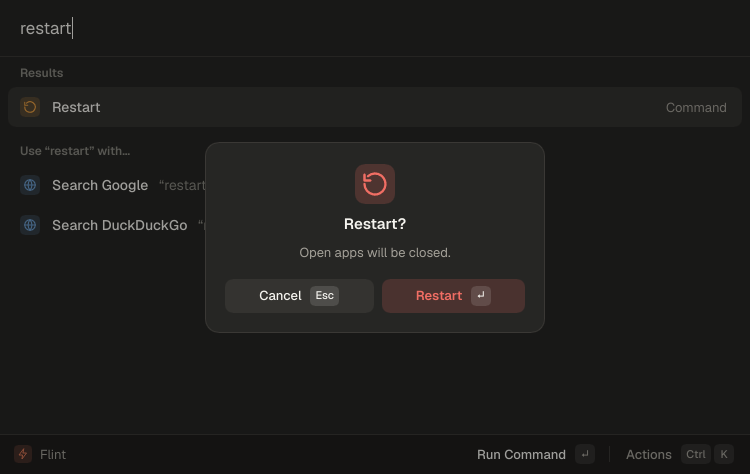 restart
Results
Restart Command
Use “restart” with...
Search Google “restart
Search DuckDuckGo
Restart?
Open apps will be closed.
Cancel Esc Restart ↵
Flint Run Command ↵ Actions Ctrl K